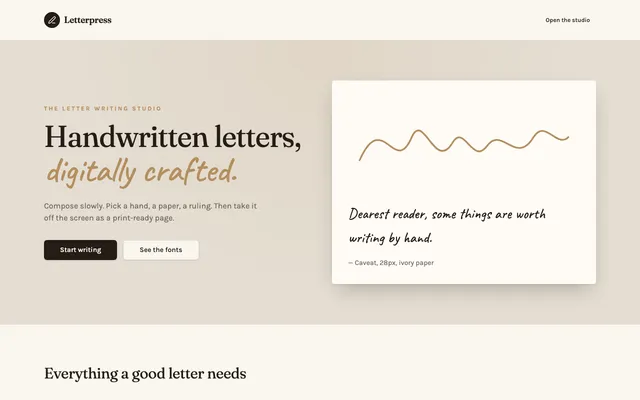 Letterpress
Open the studio
THE LETTER WRITING STUDIO
Handwritten letters,
digitally crafted.
Compose slowly. Pick a hand, a paper, a ruling. Then take it
off the screen as a print-ready page.
Start writing
See the fonts
Dearest reader, some things are worth
writing by hand.
— Caveat, 28px, ivory paper
Everything a good letter needs